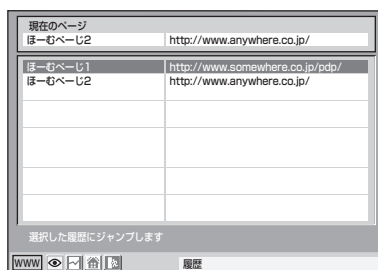 現在のページ
ほーむぺーじ2 http://www.anywhere.co.jp/
ほーむぺーじ1 http://www.somewhere.co.jp/pdp/
ほーむぺーじ2 http://www.anywhere.co.jp/
選択した履歴にジャンプします
WWW 履歴